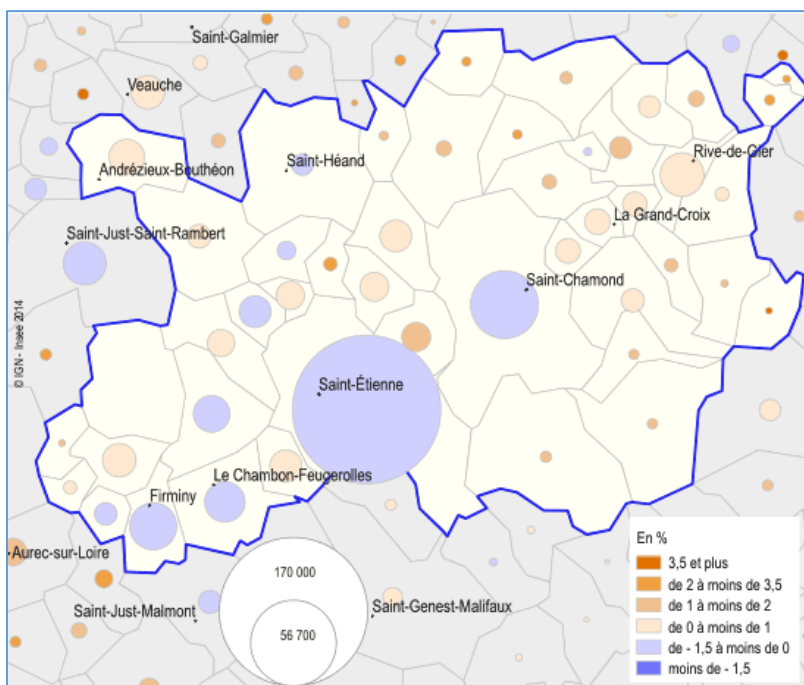 Saint-Galmier
Veauche
Andrézieux-Bouthéon
Saint-Héand
Rive-de-Gier
La Grand-Croix
Saint-Just-Saint-Rambert
Saint-Chamond
© IGN - Insee 2014
Saint-Étienne
Le Chambon-Feugerolles
Firminy
Aurec-sur-Loire
Saint-Just-Malmont
Saint-Genest-Malifaux
170 000
56 700
En %
3,5 et plus
de 2 à moins de 3,5
de 1 à moins de 2
de 0 à moins de 1
de - 1,5 à moins de 0
moins de - 1,5